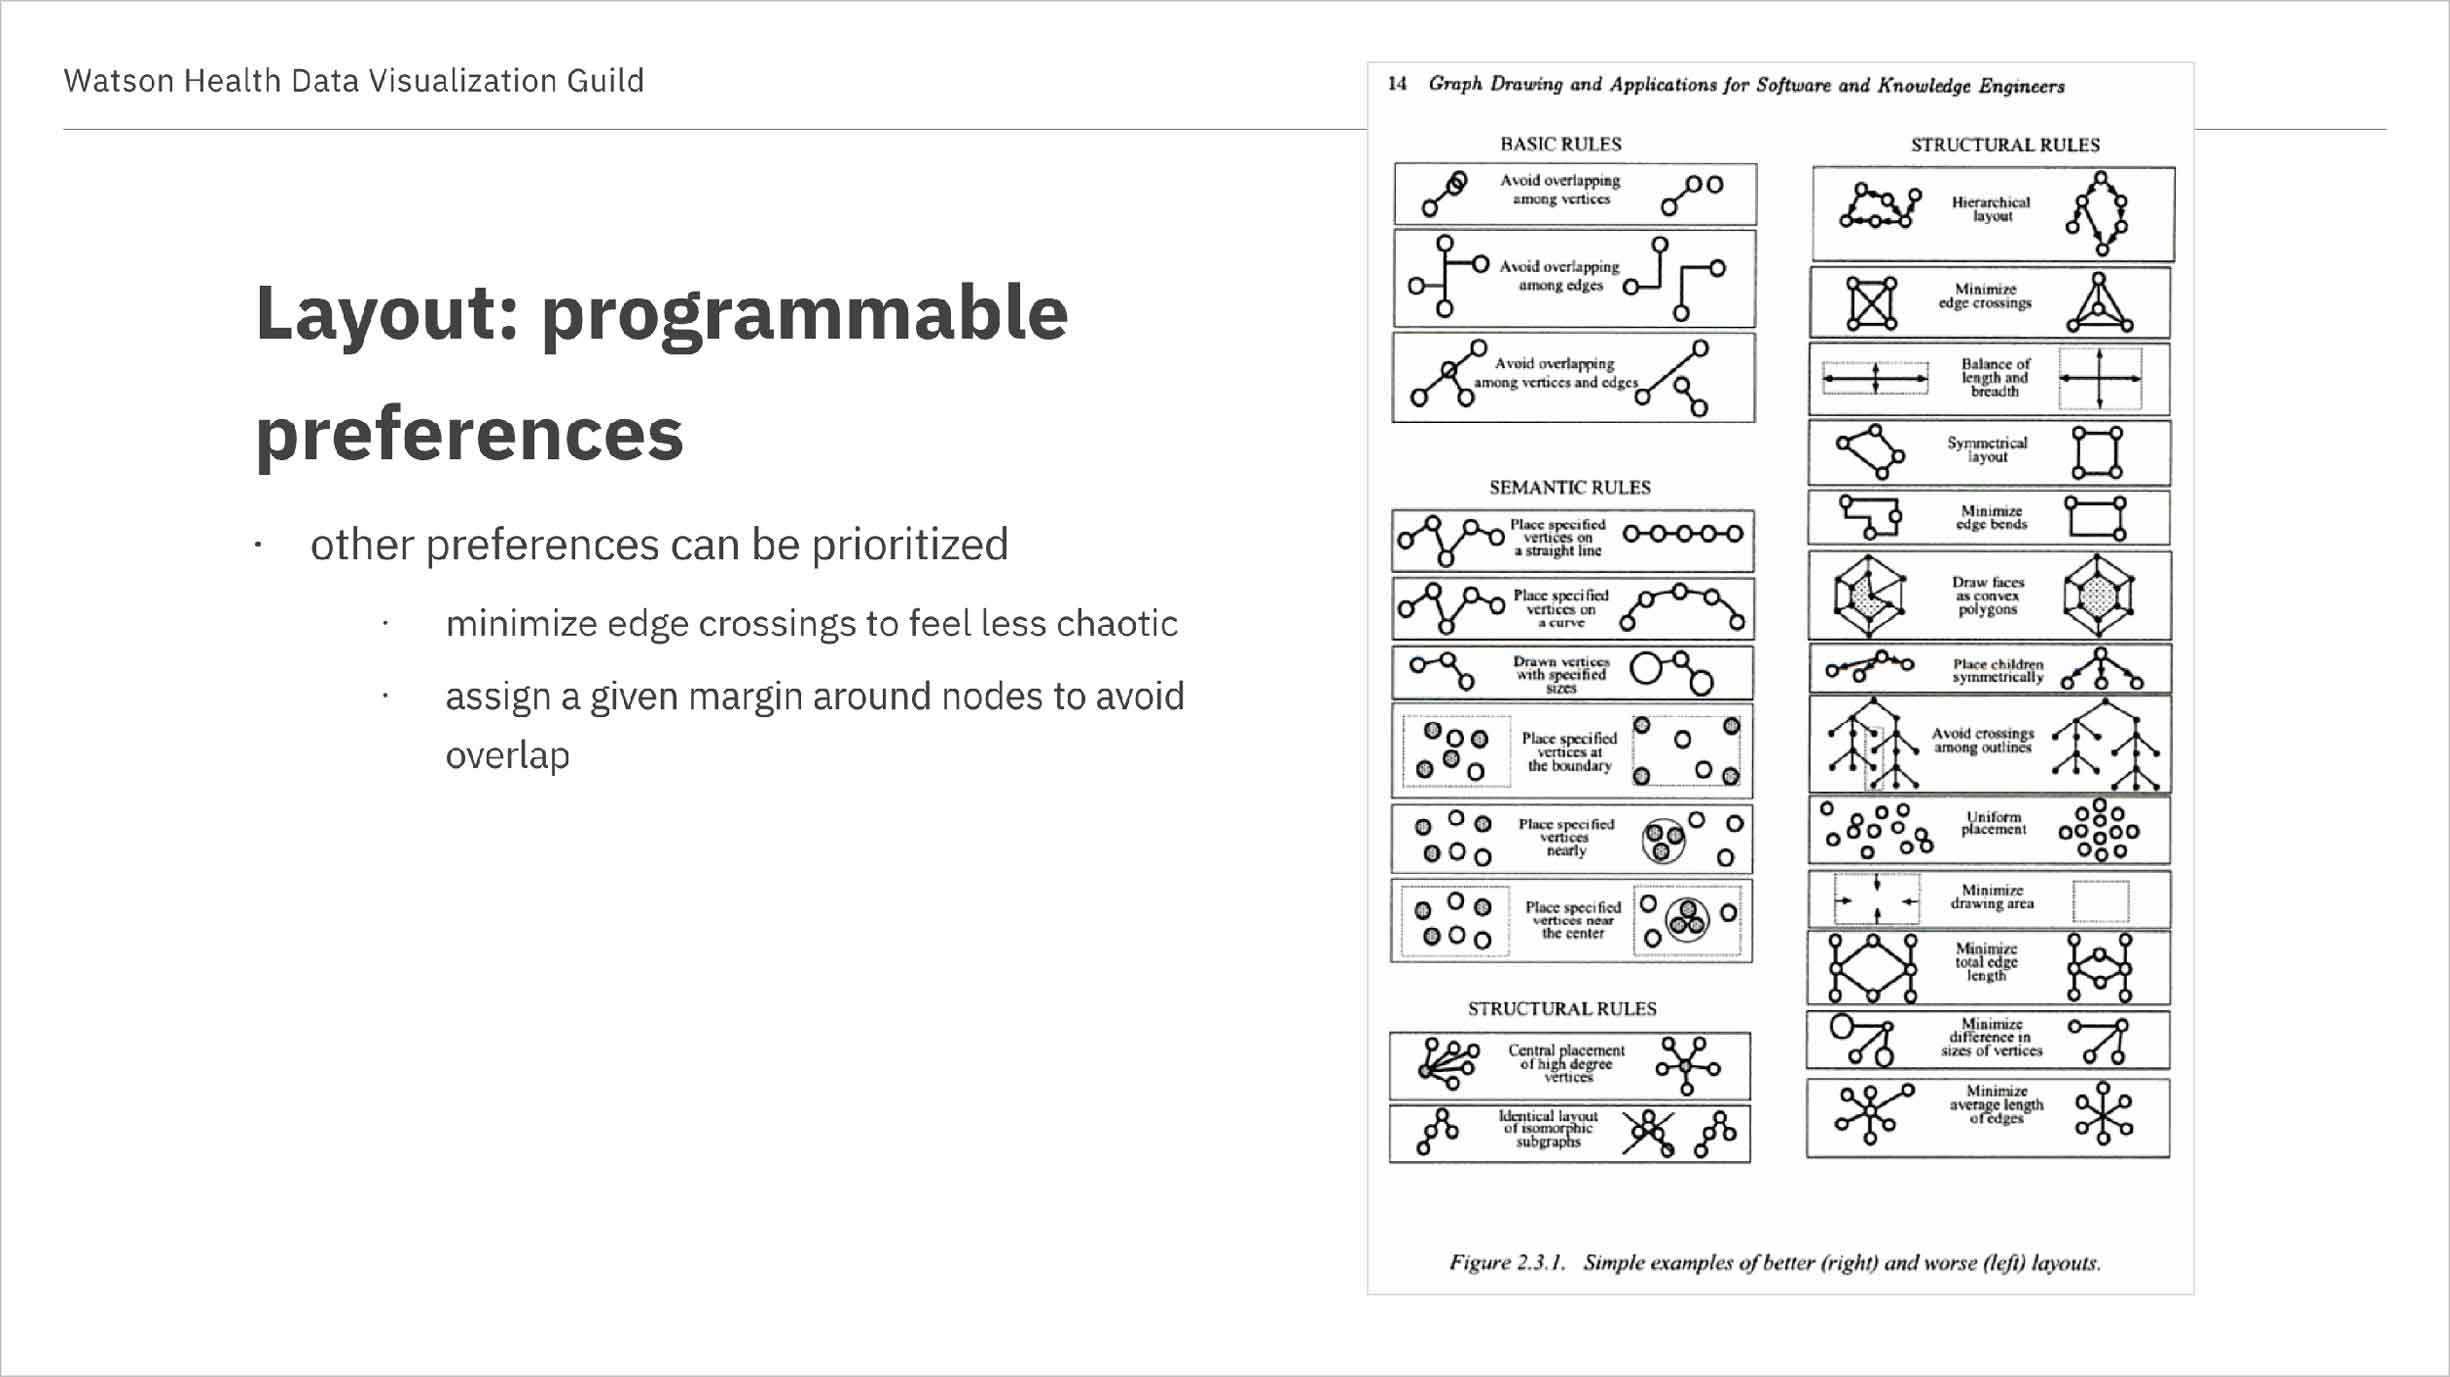 Watson Health Data Visualization Guild
Layout: programmable
preferences
· other preferences can be prioritized
· minimize edge crossings to feel less chaotic
· assign a given margin around nodes to avoid
overlap
14 Graph Drawing and Applications for Software and Knowledge Engineers
BASIC RULES
Avoid overlapping
among vertices
Avoid overlapping
among edges
Avoid overlapping
among vertices and edges
SEMANTIC RULES
Place specified
vertices on
a straight line
Place specified
vertices on
a curve
Drawn vertices
with specified
sizes
Place specified
vertices at
the boundary
Place specified
vertices
nearly
Place specified
vertices near
the center
STRUCTURAL RULES
Central placement
of high degree
vertices
Identical layout
of isomorphic
subgraphs
STRUCTURAL RULES
Hierarchical
layout
Minimize
edge crossings
Balance of
length and
breadth
Symmetrical
layout
Minimize
edge bends
Draw faces
as convex
polygons
Place children
symmetrically
Avoid crossings
among outlines
Uniform
placement
Minimize
drawing area
Minimize
total edge
length
Minimize
difference in
sizes of vertices
Minimize
average length
of edges
Figure 2.3.1. Simple examples of better (right) and worse (left) layouts.